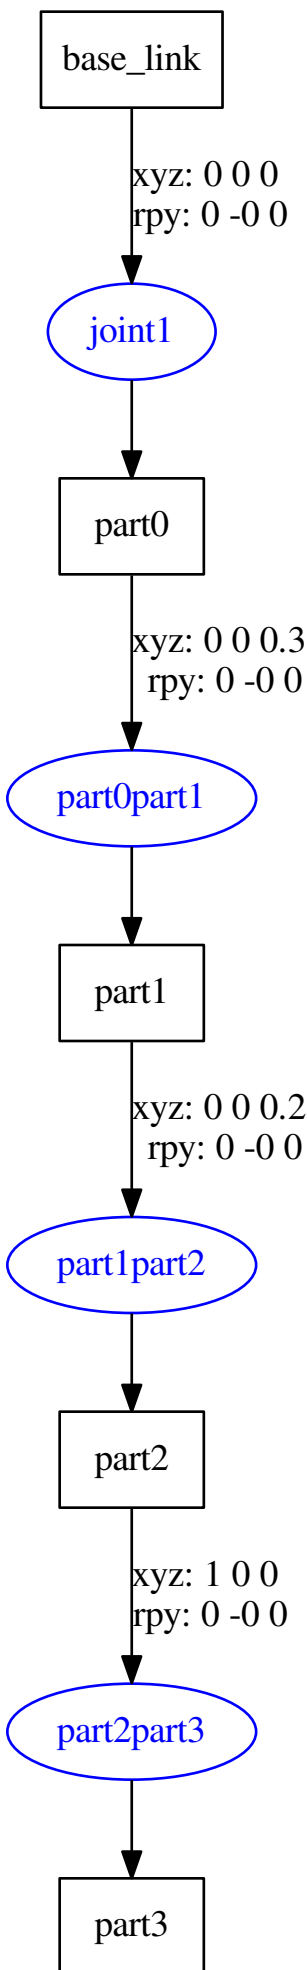 base_link
xyz: 0 0 0
rpy: 0 -0 0
joint1
part0
xyz: 0 0 0.3
rpy: 0 -0 0
part0part1
part1
xyz: 0 0 0.2
rpy: 0 -0 0
part1part2
part2
xyz: 1 0 0
rpy: 0 -0 0
part2part3
part3